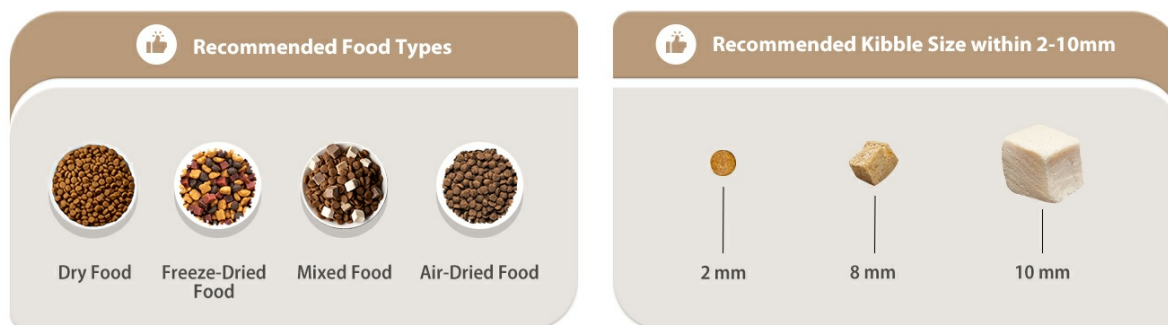 Recommended Food Types
Dry Food
Freeze-Dried
Food
Mixed Food
Air-Dried Food
Recommended Kibble Size within 2-10mm
2 mm
8 mm
10 mm